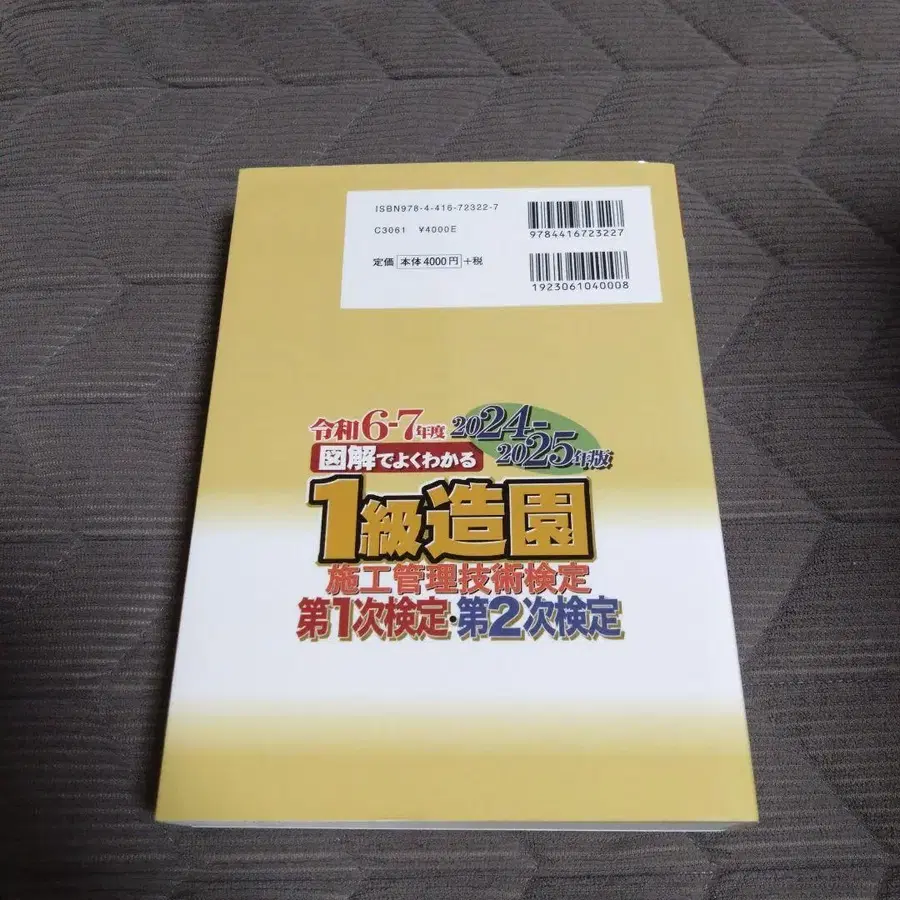 ISBN978-4-416-72322-7
C3061 ¥4000E
定価 本体4000円 +税
9784416723227
1923061040008
令和6-7年度 2024-2025年版
図解でよくわかる
1級造園
施工管理技術検定
第1次検定・第2次検定